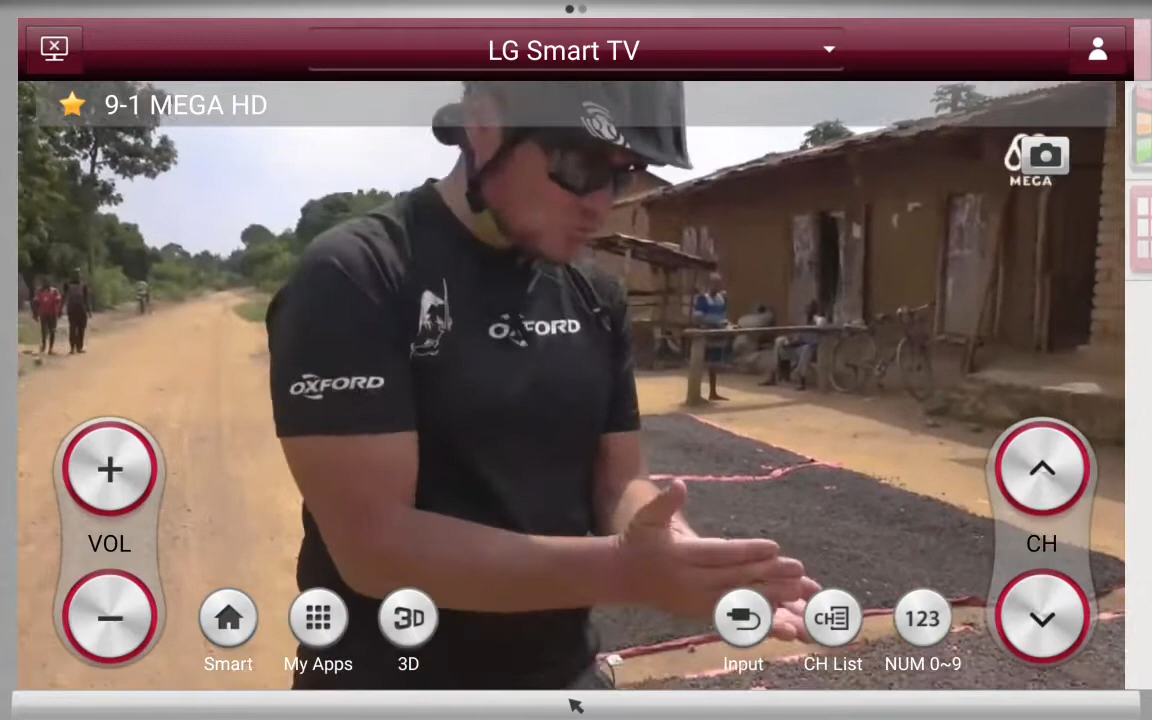 LG Smart TV
9-1 MEGA HD
MEGA
OXFORD
OXFORD
+
VOL
−
CH
3D
CH
123
Smart
My Apps
3D
Input
CH List
NUM 0~9